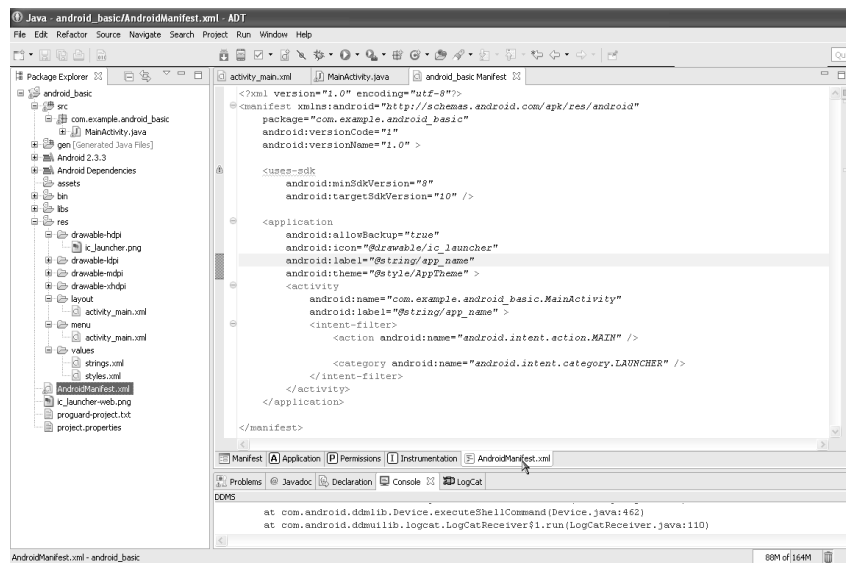 Java - android_basic/AndroidManifest.xml - ADT
File Edit Refactor Source Navigate Search Project Run Window Help
Package Explorer
activity_main.xml MainActivity.java android_basic Manifest
android_basic
src
com.example.android_basic
MainActivity.java
gen [Generated Java Files]
Android 2.3.3
Android Dependencies
assets
bin
libs
res
drawable-hdpi
ic_launcher.png
drawable-ldpi
drawable-mdpi
drawable-xhdpi
layout
activity_main.xml
menu
activity_main.xml
values
strings.xml
styles.xml
AndroidManifest.xml
ic_launcher-web.png
proguard-project.txt
project.properties
<?xml version="1.0" encoding="utf-8"?>
<manifest xmlns:android="http://schemas.android.com/apk/res/android"
package="com.example.android_basic"
android:versionCode="1"
android:versionName="1.0" >
<uses-sdk
android:minSdkVersion="8"
android:targetSdkVersion="10" />
<application
android:allowBackup="true"
android:icon="@drawable/ic_launcher"
android:label="@string/app_name"
android:theme="@style/AppTheme" >
<activity
android:name="com.example.android_basic.MainActivity"
android:label="@string/app_name" >
<intent-filter>
<action android:name="android.intent.action.MAIN" />
<category android:name="android.intent.category.LAUNCHER" />
</intent-filter>
</activity>
</application>
</manifest>
Manifest A Application P Permissions I Instrumentation AndroidManifest.xml
Problems @ Javadoc Declaration Console LogCat
DDMS
at com.android.ddmlib.Device.executeShellCommand(Device.java:462)
at com.android.ddmuilib.logcat.LogCatReceiver$1.run(LogCatReceiver.java:110)
AndroidManifest.xml - android_basic
88M of 164M